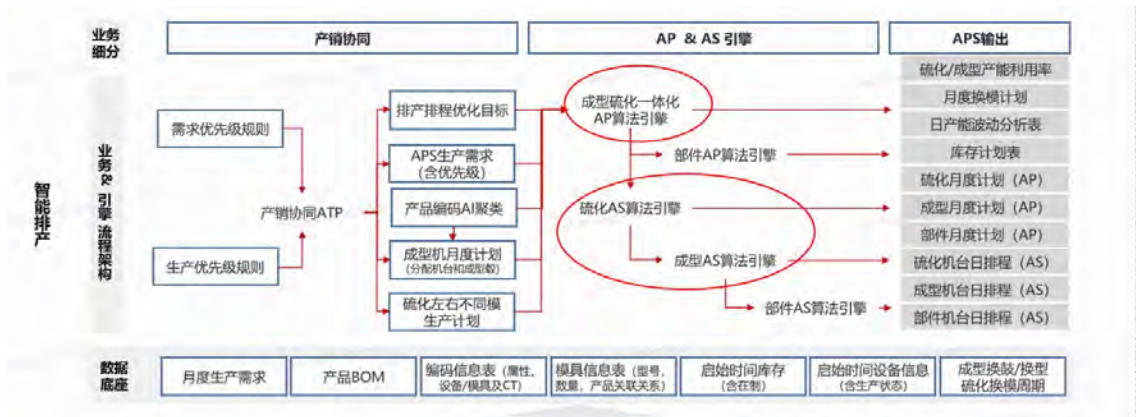 业务
细分
产销协同
AP & AS 引擎
APS输出
智能排产
业务& 引擎 流程架构
需求优先级规则
生产优先级规则
产销协同ATP
排产排程优化目标
APS生产需求
(含优先级)
产品编码AI聚类
成型机月度计划
(分配机台和成型数)
硫化左右不同模
生产计划
成型硫化一体化
AP算法引擎
部件AP算法引擎
硫化AS算法引擎
成型AS算法引擎
部件AS算法引擎
硫化/成型产能利用率
月度换模计划
日产能波动分析表
库存计划表
硫化月度计划（AP）
成型月度计划（AP）
部件月度计划（AP）
硫化机台日排程（AS）
成型机台日排程（AS）
部件机台日排程（AS）
数据
底座
月度生产需求
产品BOM
编码信息表（属性、
设备/模具及CT）
模具信息表（型号、
数量、产品关联关系）
启始时间库存
(含在制)
启始时间设备信息
(含生产状态)
成型换鼓/换型
硫化换模周期